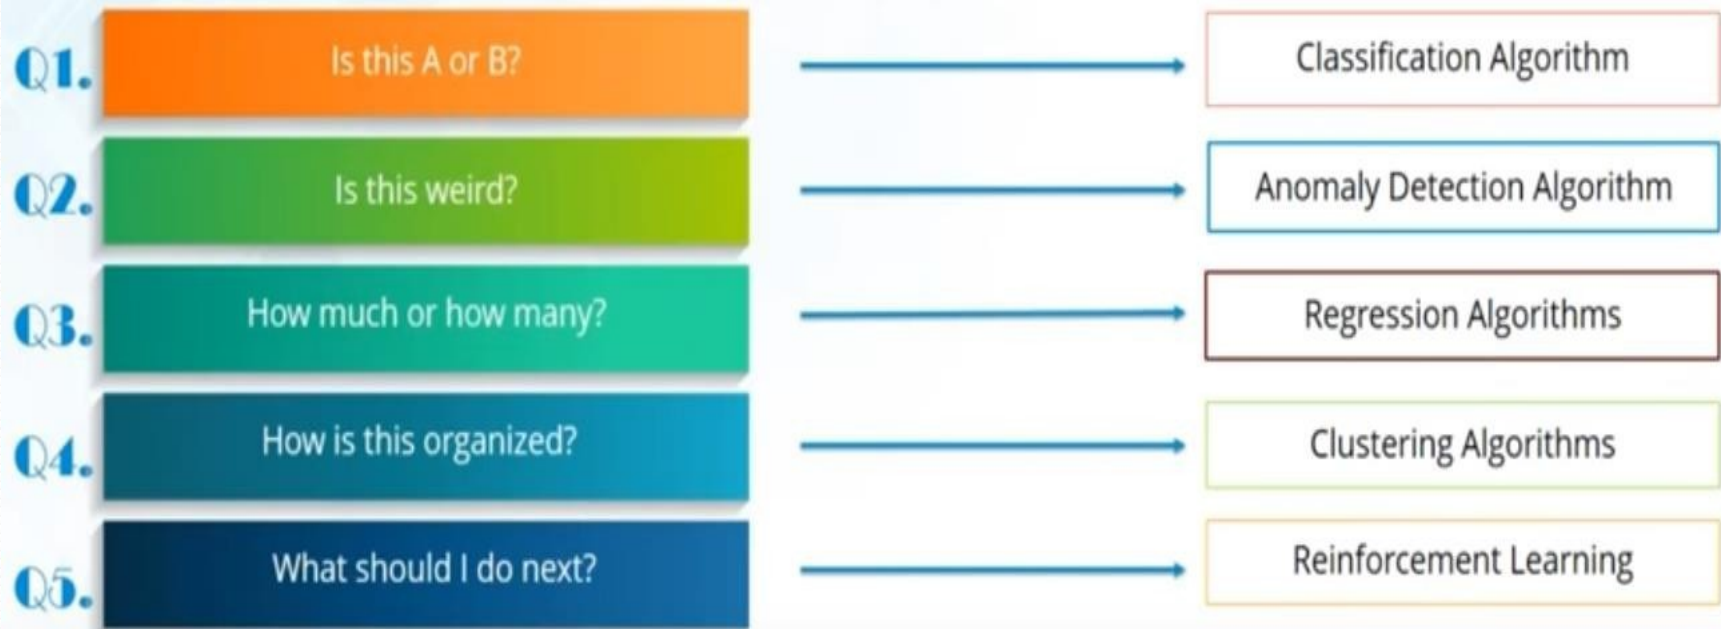 Q1. Is this A or B? Classification Algorithm
Q2. Is this weird? Anomaly Detection Algorithm
Q3. How much or how many? Regression Algorithms
Q4. How is this organized? Clustering Algorithms
Q5. What should I do next? Reinforcement Learning